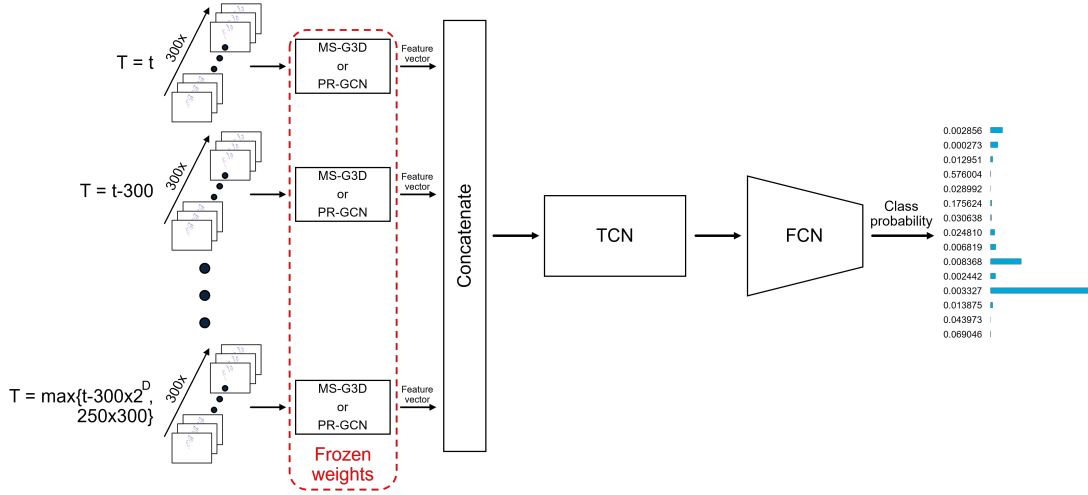 T = t
300x
MS-G3D
or
PR-GCN
Feature
vector
T = t-300
300x
MS-G3D
or
PR-GCN
Feature
vector
T = max{t-300x2^D,
250x300}
300x
MS-G3D
or
PR-GCN
Feature
vector
Frozen
weights
Concatenate
TCN
FCN
Class
probability
0.002856
0.000273
0.012951
0.576004
0.028992
0.175624
0.030638
0.024810
0.006819
0.008368
0.002442
0.003327
0.013875
0.043973
0.069046